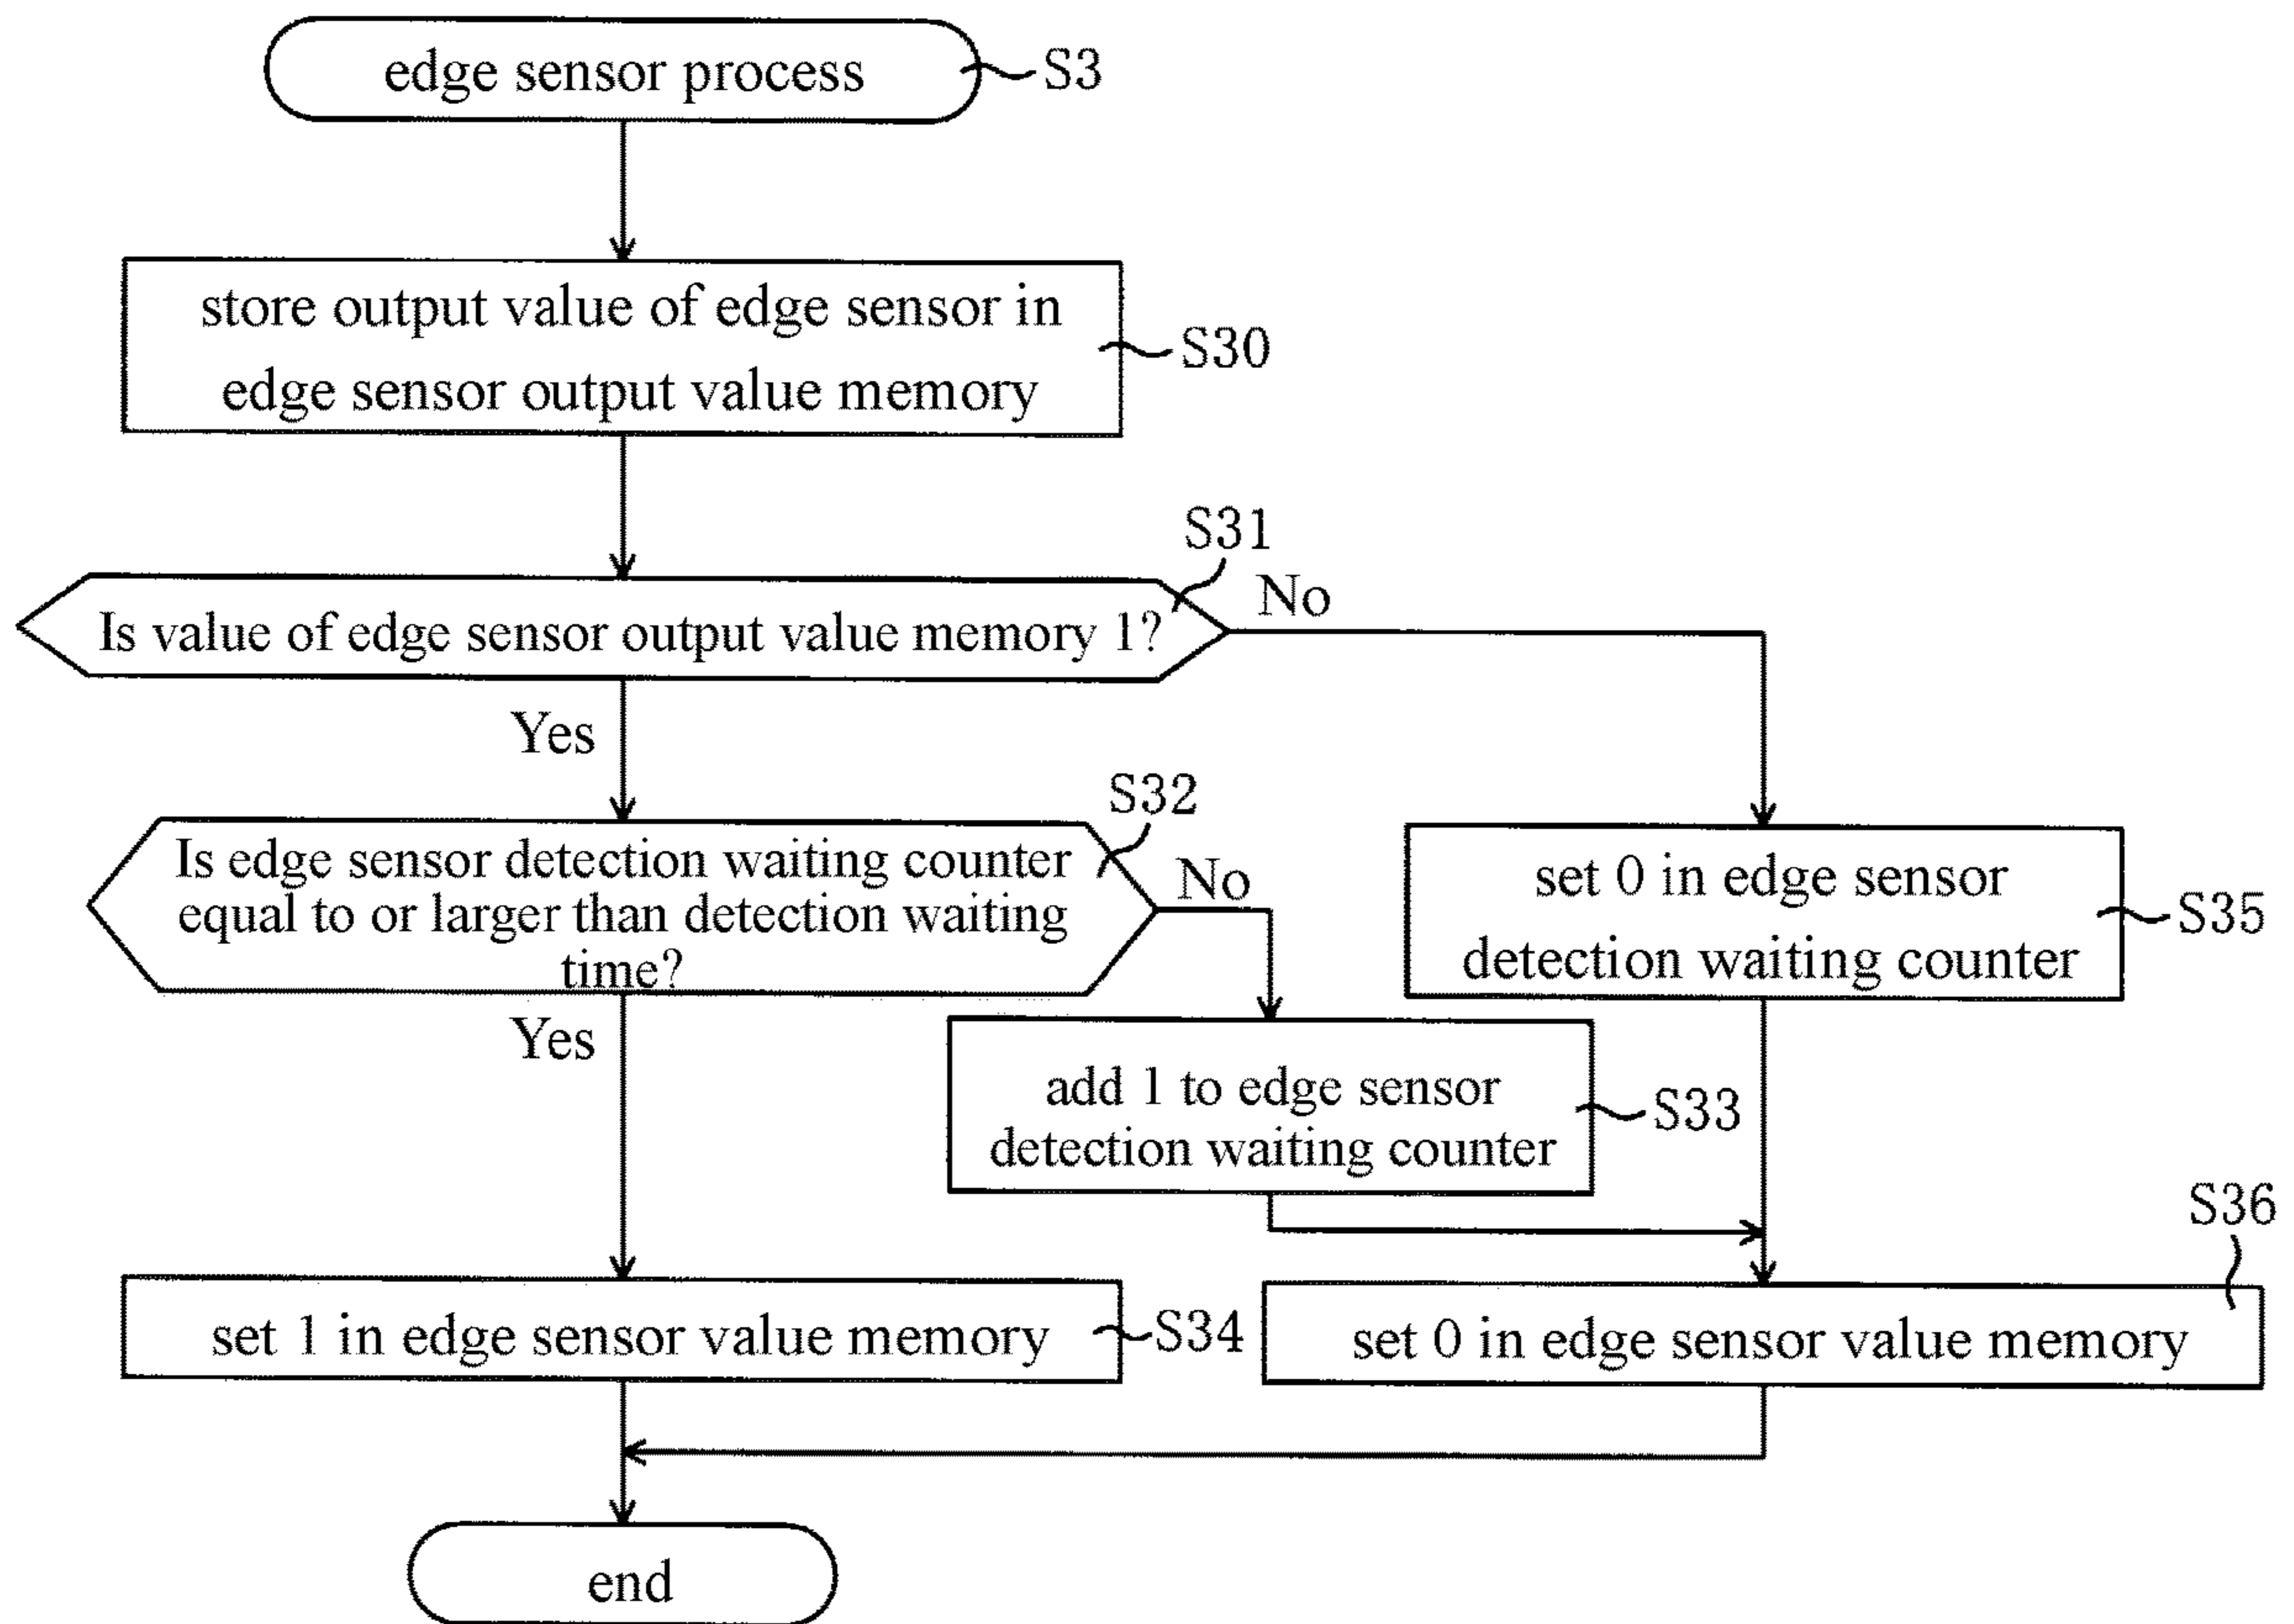 edge sensor process
S3
store output value of edge sensor in
edge sensor output value memory
S30
S31
Is value of edge sensor output value memory 1?
No
Yes
S32
Is edge sensor detection waiting counter
equal to or larger than detection waiting
time?
No
Yes
set 0 in edge sensor
detection waiting counter
S35
add 1 to edge sensor
detection waiting counter
S33
S36
set 1 in edge sensor value memory
S34
set 0 in edge sensor value memory
end